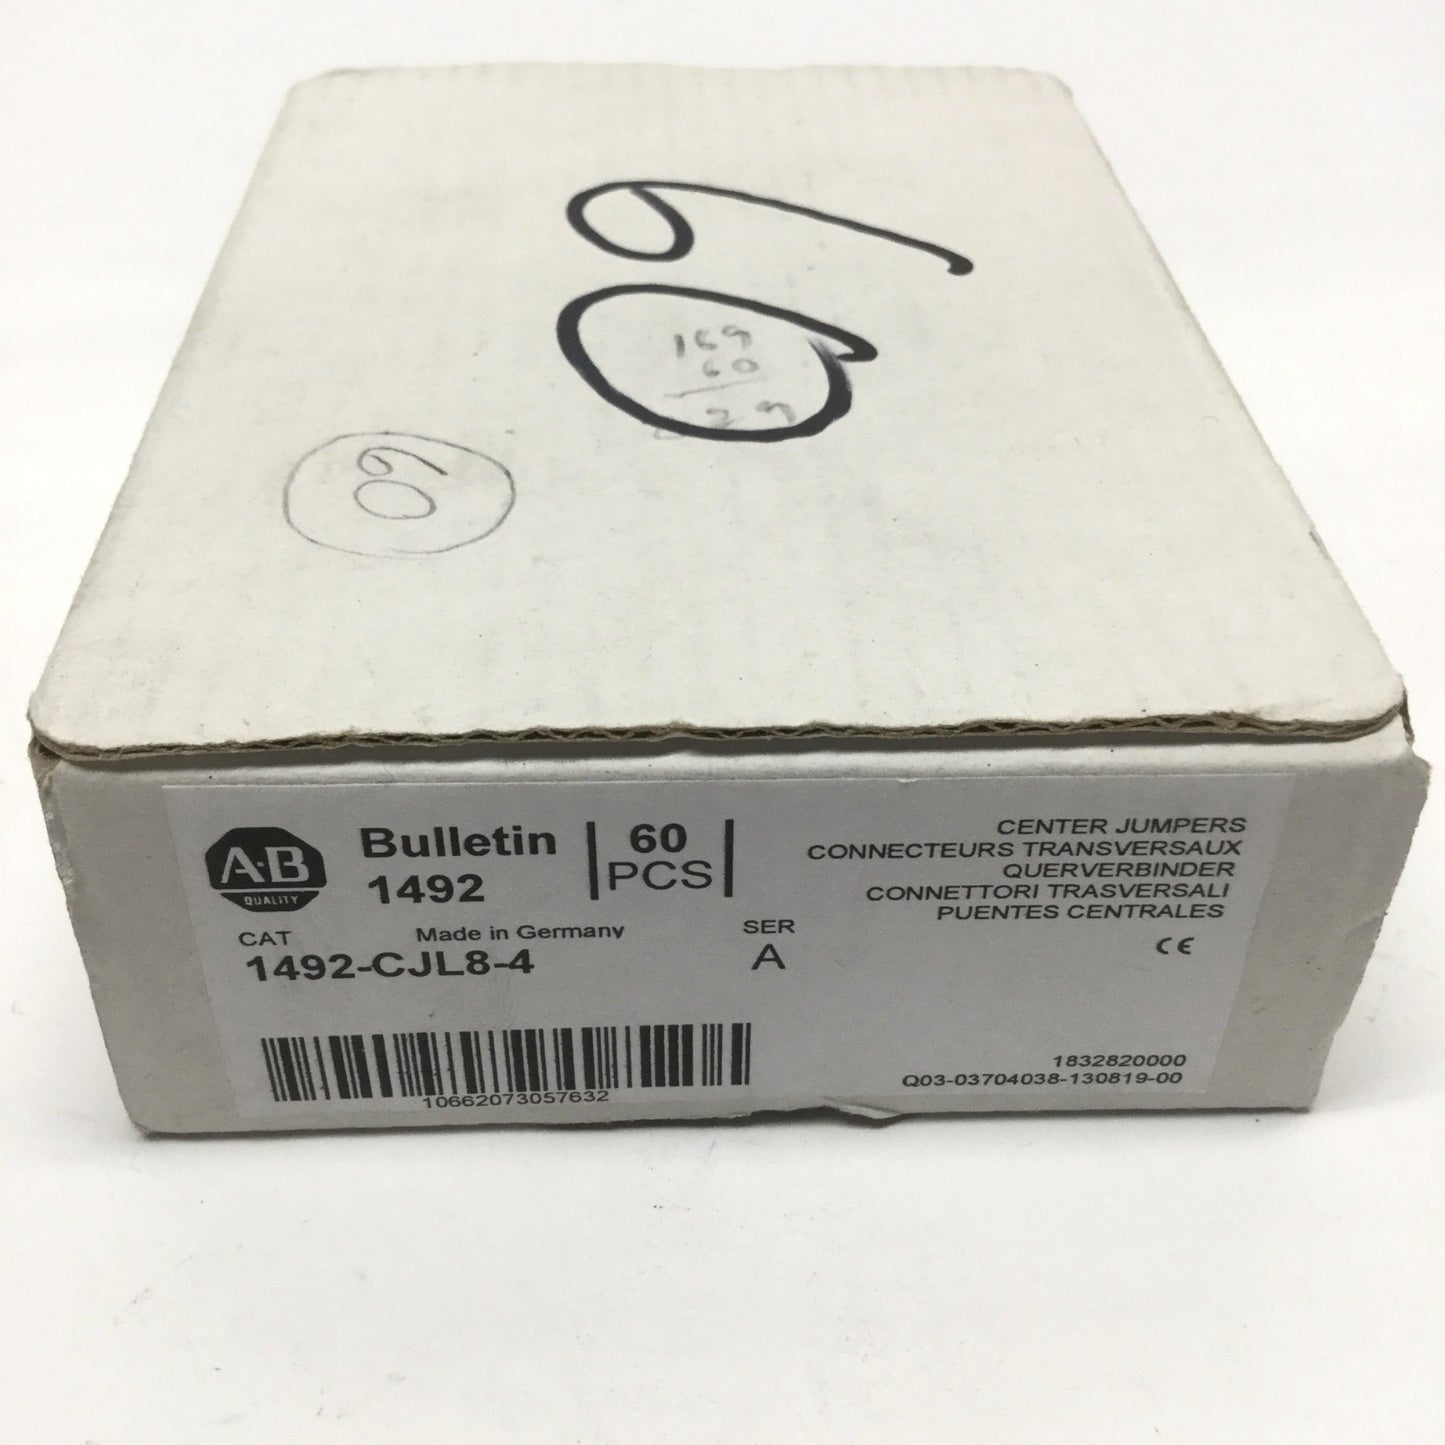 60
169
60
229
60
A·B
QUALITY
Bulletin
1492
60
PCS
CENTER JUMPERS
CONNECTEURS TRANSVERSAUX
QUERVERBINDER
CONNETTORI TRASVERSALI
PUENTES CENTRALES
CE
CAT
Made in Germany
SER
1492-CJL8-4
A
10662073057632
1832820000
Q03-03704038-130819-00